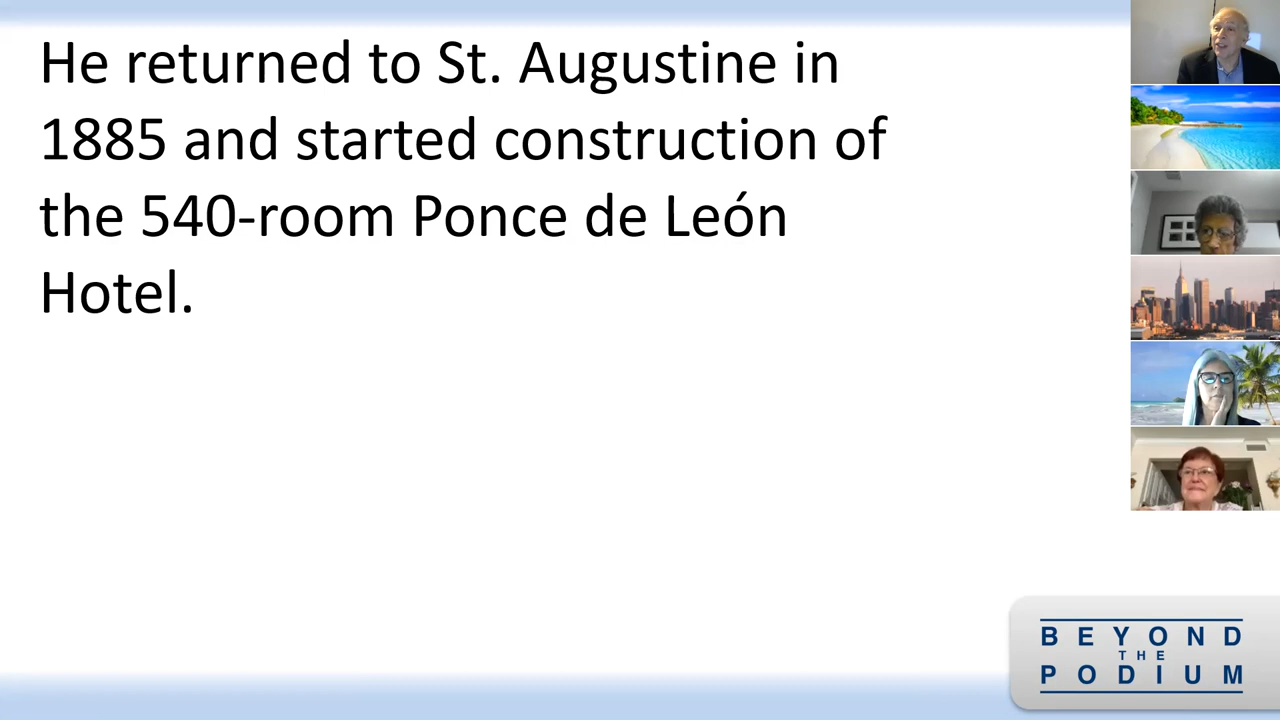 He returned to St. Augustine in
1885 and started construction of
the 540-room Ponce de León
Hotel.
BEYOND
THE
PODIUM